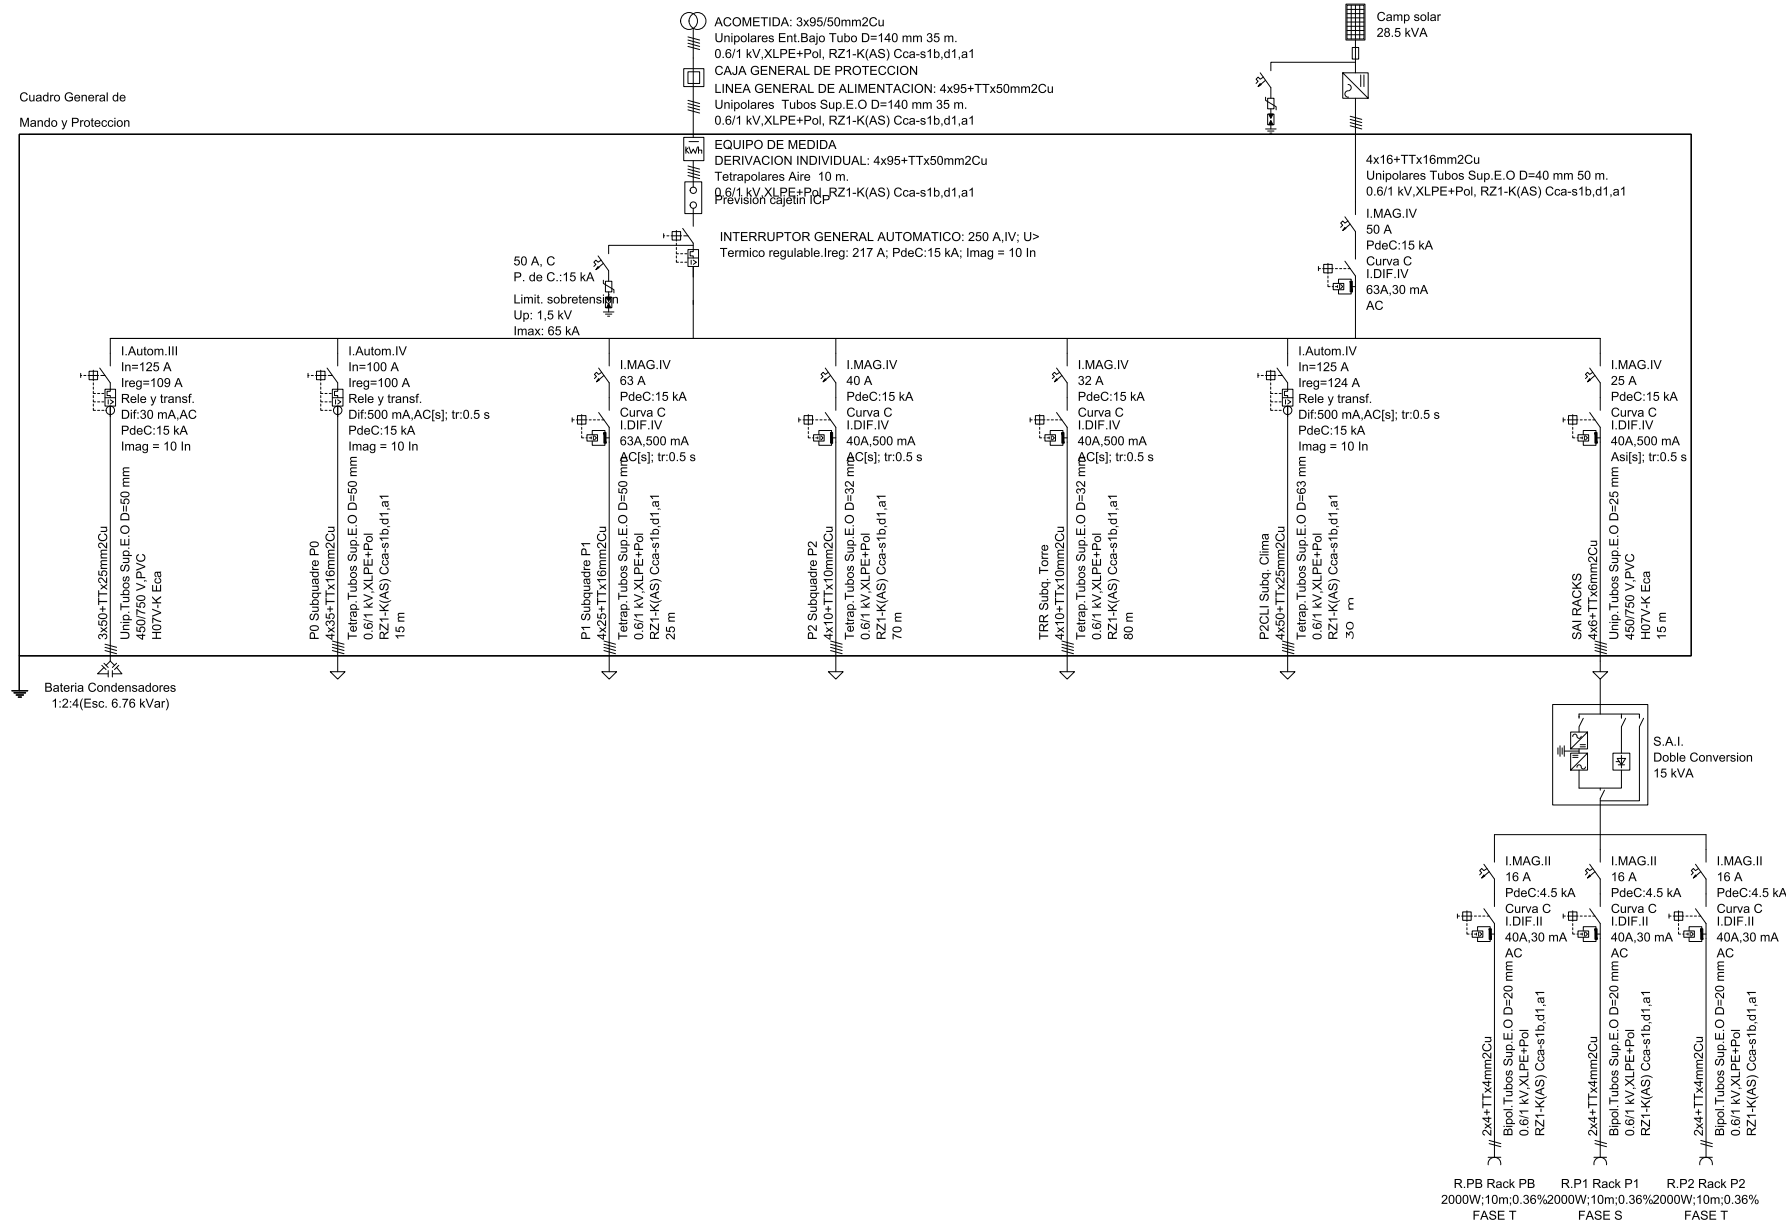 ACOMETIDA: 3x95/50mm2Cu
Unipolares Ent.Bajo Tubo D=140 mm 35 m.
0.6/1 kV,XLPE+Pol, RZ1-K(AS) Cca-s1b,d1,a1
CAJA GENERAL DE PROTECCION
LINEA GENERAL DE ALIMENTACION: 4x95+TTx50mm2Cu
Unipolares Tubos Sup.E.O D=140 mm 35 m.
0.6/1 kV,XLPE+Pol, RZ1-K(AS) Cca-s1b,d1,a1
Camp solar
28.5 kVA
Cuadro General de
Mando y Proteccion
KWh
EQUIPO DE MEDIDA
DERIVACION INDIVIDUAL: 4x95+TTx50mm2Cu
Tetrapolares Aire 10 m.
0.6/1 kV,XLPE+Pol, RZ1-K(AS) Cca-s1b,d1,a1
Prevision cajetin ICP
4x16+TTx16mm2Cu
Unipolares Tubos Sup.E.O D=40 mm 50 m.
0.6/1 kV,XLPE+Pol, RZ1-K(AS) Cca-s1b,d1,a1
I.MAG.IV
50 A
PdeC:15 kA
Curva C
I.DIF.IV
63A,30 mA
AC
INTERRUPTOR GENERAL AUTOMATICO: 250 A,IV; U>
Termico regulable.Ireg: 217 A; PdeC:15 kA; Imag = 10 In
50 A, C
P. de C.:15 kA
Limit. sobretension
Up: 1,5 kV
Imax: 65 kA
I.Autom.III
In=125 A
Ireg=109 A
Rele y transf.
Dif:30 mA,AC
PdeC:15 kA
Imag = 10 In
3x50+TTx25mm2Cu
Unip.Tubos Sup.E.O D=50 mm
450/750 V,PVC
H07V-K Eca
Bateria Condensadores
1:2:4(Esc. 6.76 kVar)
I.Autom.IV
In=100 A
Ireg=100 A
Rele y transf.
Dif:500 mA,AC[s]; tr:0.5 s
PdeC:15 kA
Imag = 10 In
P0 Subquadre P0
4x35+TTx16mm2Cu
Tetrap.Tubos Sup.E.O D=50 mm
0.6/1 kV,XLPE+Pol
RZ1-K(AS) Cca-s1b,d1,a1
15 m
I.MAG.IV
63 A
PdeC:15 kA
Curva C
I.DIF.IV
63A,500 mA
AC[s]; tr:0.5 s
P1 Subquadre P1
4x25+TTx16mm2Cu
Tetrap.Tubos Sup.E.O D=50 mm
0.6/1 kV,XLPE+Pol
RZ1-K(AS) Cca-s1b,d1,a1
25 m
I.MAG.IV
40 A
PdeC:15 kA
Curva C
I.DIF.IV
40A,500 mA
AC[s]; tr:0.5 s
P2 Subquadre P2
4x10+TTx10mm2Cu
Tetrap.Tubos Sup.E.O D=32 mm
0.6/1 kV,XLPE+Pol
RZ1-K(AS) Cca-s1b,d1,a1
70 m
I.MAG.IV
32 A
PdeC:15 kA
Curva C
I.DIF.IV
40A,500 mA
AC[s]; tr:0.5 s
TRR Subq. Torre
4x10+TTx10mm2Cu
Tetrap.Tubos Sup.E.O D=32 mm
0.6/1 kV,XLPE+Pol
RZ1-K(AS) Cca-s1b,d1,a1
80 m
I.Autom.IV
In=125 A
Ireg=124 A
Rele y transf.
Dif:500 mA,AC[s]; tr:0.5 s
PdeC:15 kA
Imag = 10 In
P2CLI Subq. Clima
4x50+TTx25mm2Cu
Tetrap.Tubos Sup.E.O D=63 mm
0.6/1 kV,XLPE+Pol
RZ1-K(AS) Cca-s1b,d1,a1
30 m
I.MAG.IV
25 A
PdeC:15 kA
Curva C
I.DIF.IV
40A,500 mA
Asi[s]; tr:0.5 s
SAI RACKS
4x6+TTx6mm2Cu
Unip.Tubos Sup.E.O D=25 mm
450/750 V,PVC
H07V-K Eca
15 m
S.A.I.
Doble Conversion
15 kVA
I.MAG.II
16 A
PdeC:4.5 kA
Curva C
I.DIF.II
40A,30 mA
AC
2x4+TTx4mm2Cu
Bipol.Tubos Sup.E.O D=20 mm
0.6/1 kV,XLPE+Pol
RZ1-K(AS) Cca-s1b,d1,a1
R.PB Rack PB
2000W;10m;0.36%
FASE T
I.MAG.II
16 A
PdeC:4.5 kA
Curva C
I.DIF.II
40A,30 mA
AC
2x4+TTx4mm2Cu
Bipol.Tubos Sup.E.O D=20 mm
0.6/1 kV,XLPE+Pol
RZ1-K(AS) Cca-s1b,d1,a1
R.P1 Rack P1
2000W;10m;0.36%
FASE S
I.MAG.II
16 A
PdeC:4.5 kA
Curva C
I.DIF.II
40A,30 mA
AC
2x4+TTx4mm2Cu
Bipol.Tubos Sup.E.O D=20 mm
0.6/1 kV,XLPE+Pol
RZ1-K(AS) Cca-s1b,d1,a1
R.P2 Rack P2
2000W;10m;0.36%
FASE T